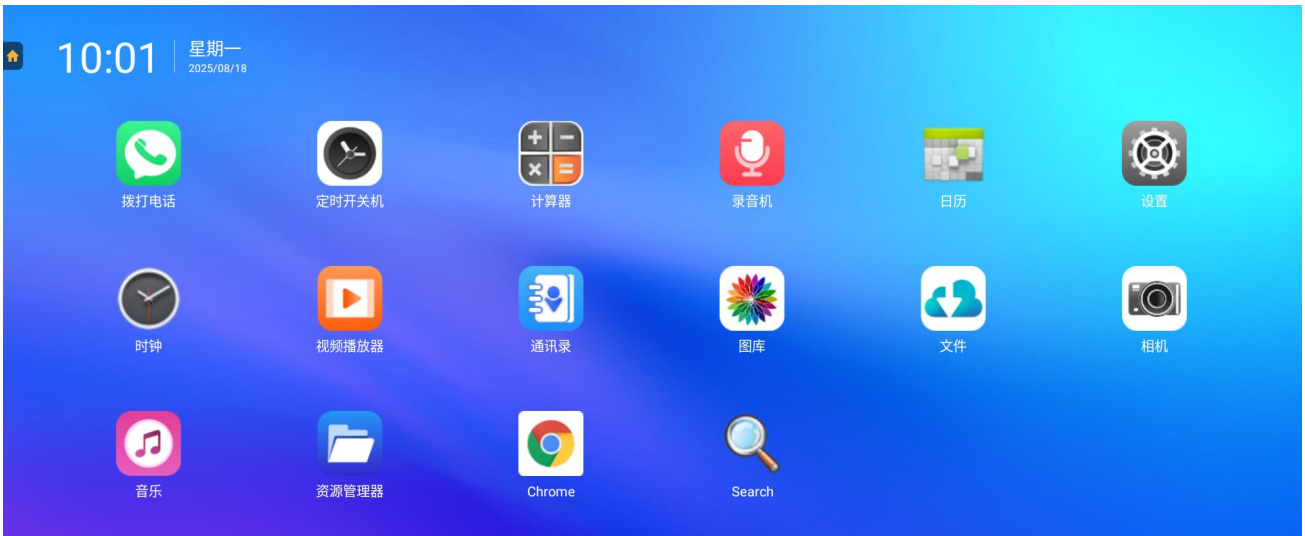 10:01
星期一
2025/08/18
拨打电话
定时开关机
计算器
录音机
日历
设置
时钟
视频播放器
通讯录
图库
文件
相机
音乐
资源管理器
Chrome
Search